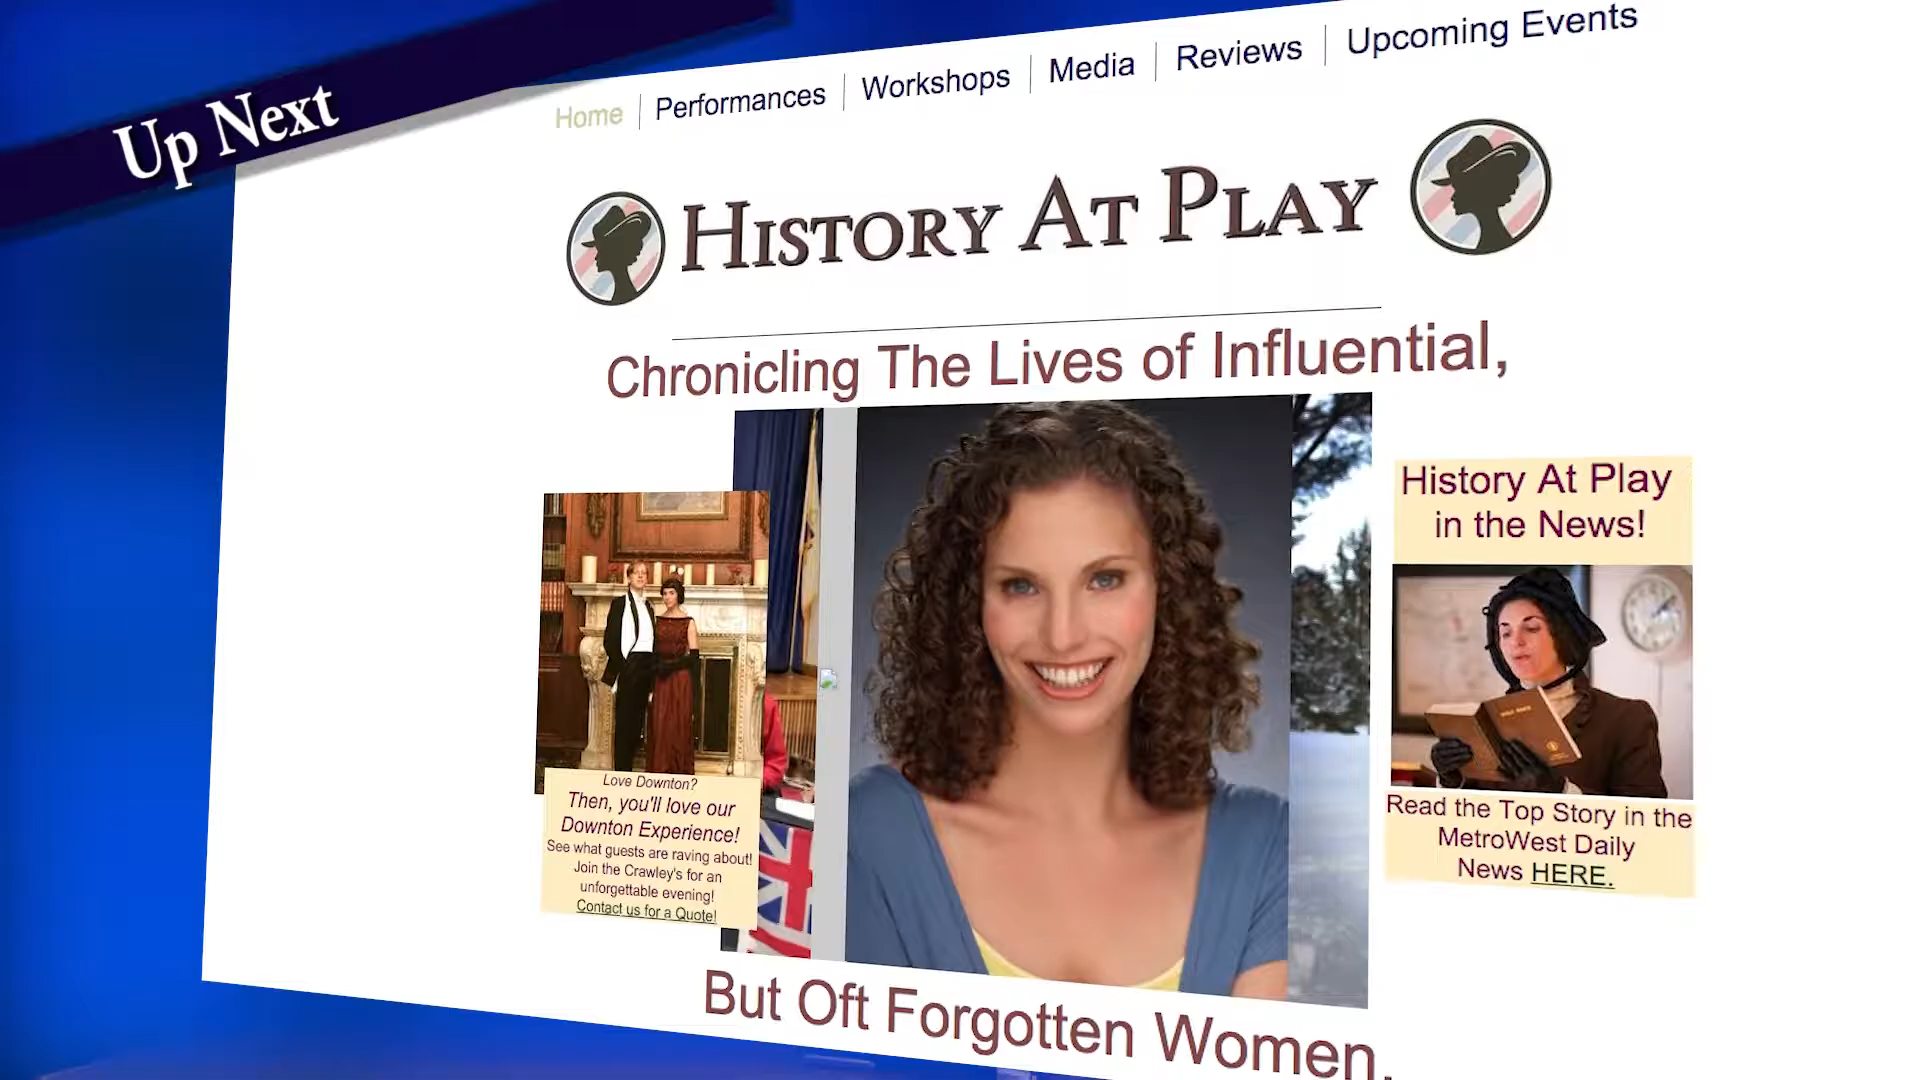 Up Next
Home
Performances
Workshops
Media
Reviews
Upcoming Events
HISTORY AT PLAY
Chronicling The Lives of Influential,
Love Downton?
Then, you'll love our
Downton Experience!
See what guests are raving about!
Join the Crawley's for an
unforgettable evening!
Contact us for a Quote!
History At Play
in the News!
HOLY BIBLE
Read the Top Story in the
MetroWest Daily
News HERE.
But Oft Forgotten Women.